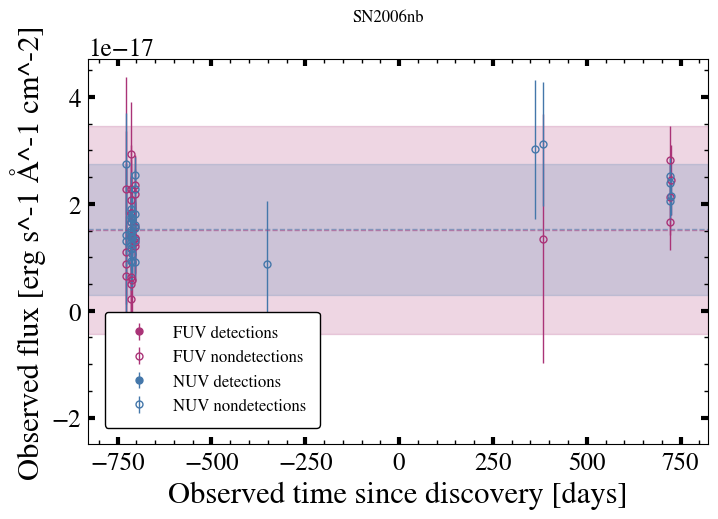 SN2006nb
1e−17
4
2
0
−2
Observed flux [erg s^-1 Å^-1 cm^-2]
FUV detections
FUV nondetections
NUV detections
NUV nondetections
−750 −500 −250 0 250 500 750
Observed time since discovery [days]